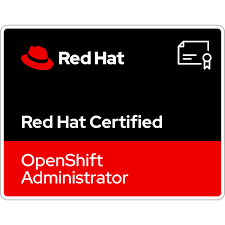 Red Hat
Red Hat Certified
OpenShift
Administrator